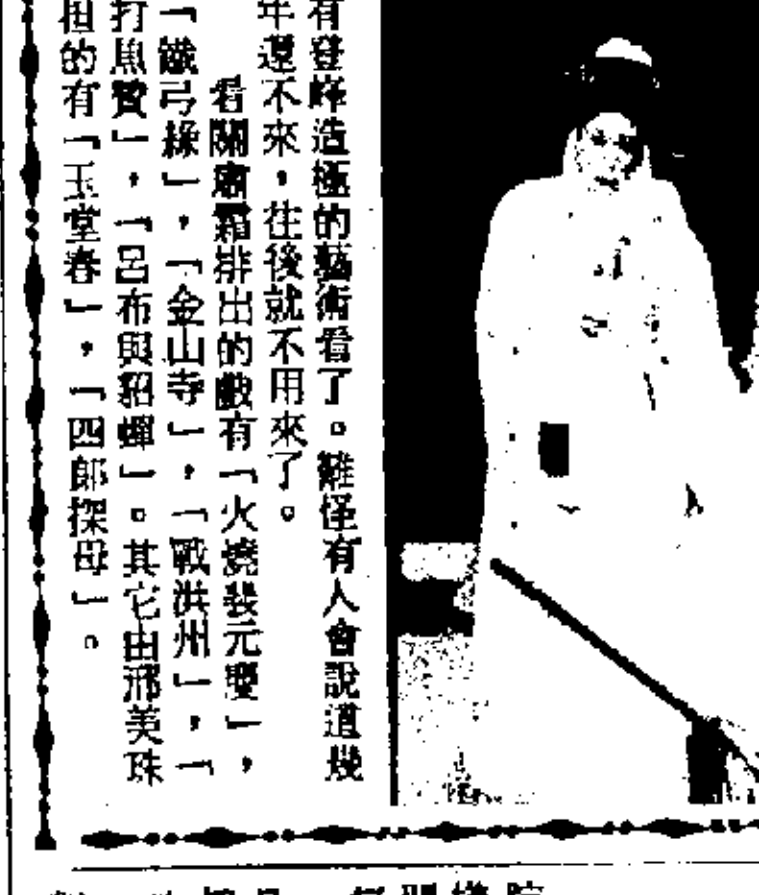 有登峰造極的藝術看了。難怪有人會說道幾
年還不來，往後就不用來了。
看關肅霜排出的戲有「火燒裴元慶」，
「鐵弓緣」，「金山寺」，「戰洪州」，「
打魚贊」，「呂布與貂蟬」。其它由邢美珠
担的有「玉堂春」，「四郎探母」。